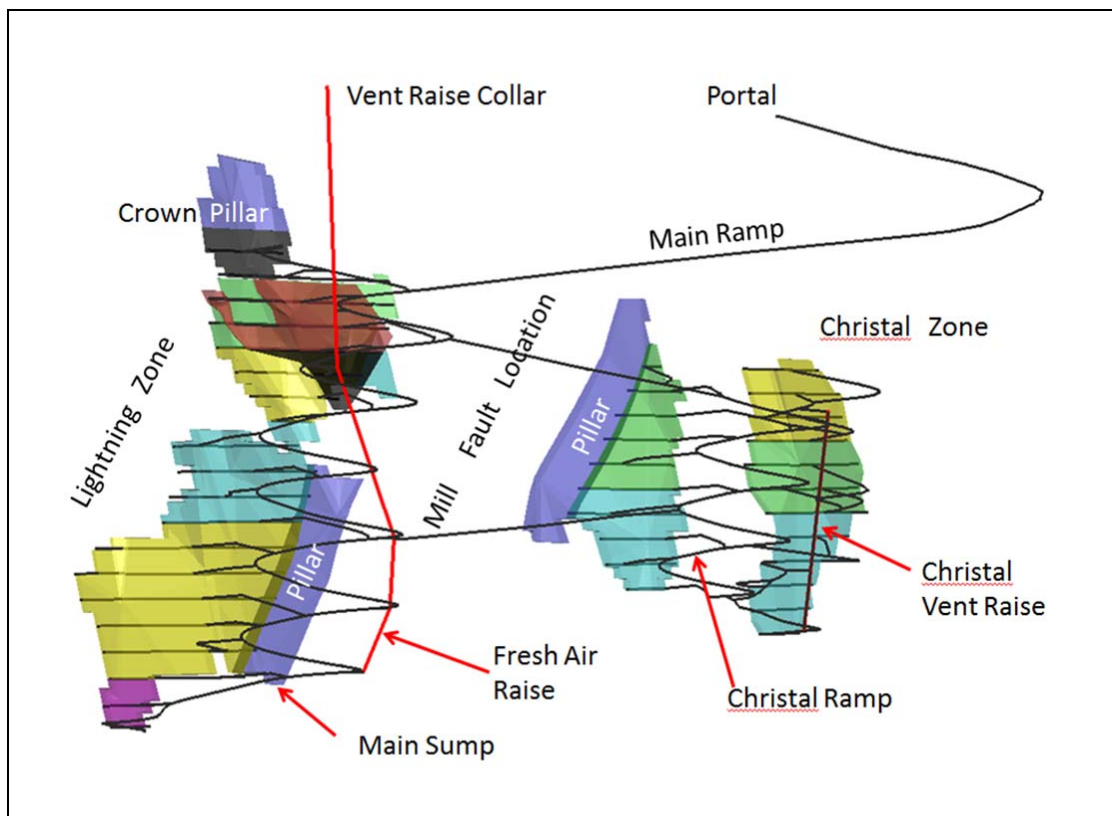 Vent Raise Collar
Portal
Crown Pillar
Main Ramp
Lightning Zone
Mill Fault Location
Christal Zone
Pillar
Pillar
Christal
Vent Raise
Fresh Air
Raise
Christal Ramp
Main Sump